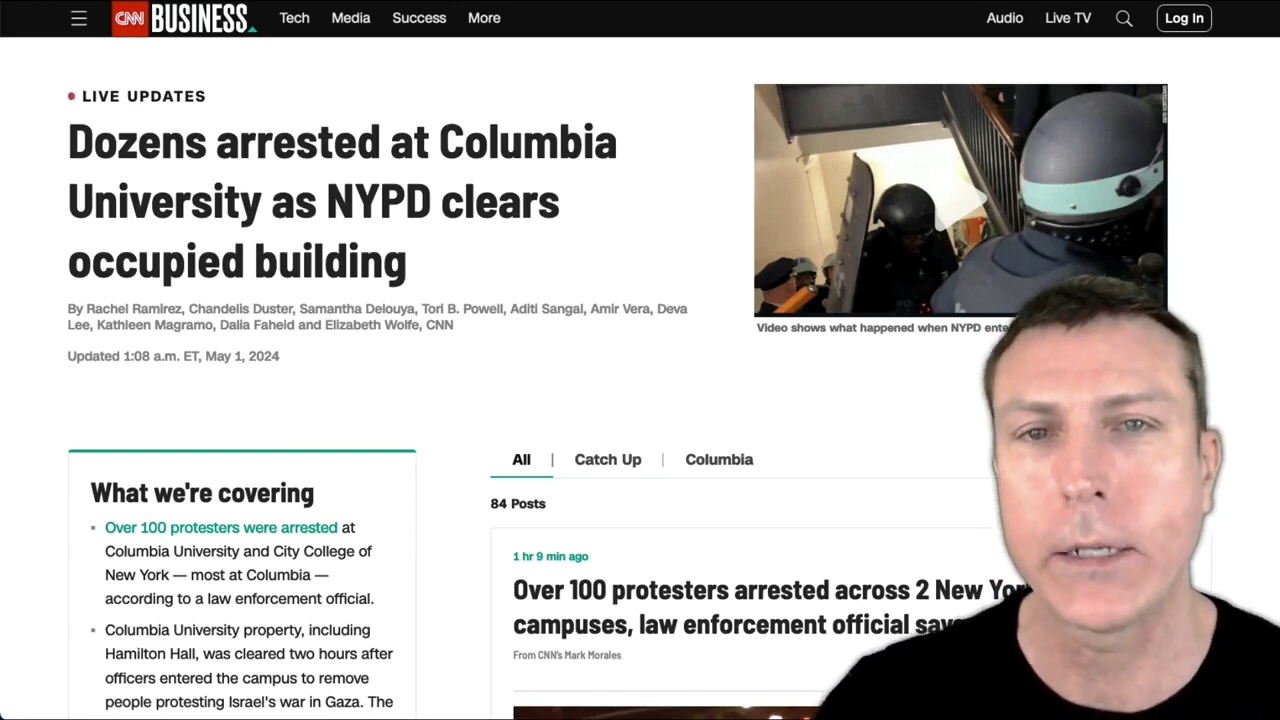 CNN BUSINESS Tech Media Success More Audio Live TV Log In
LIVE UPDATES
Dozens arrested at Columbia
University as NYPD clears
occupied building
By Rachel Ramirez, Chandelis Duster, Samantha Delouya, Tori B. Powell, Aditi Sangal, Amir Vera, Deva
Lee, Kathleen Magramo, Dalia Faheid and Elizabeth Wolfe, CNN
Updated 1:08 a.m. ET, May 1, 2024
Video shows what happened when NYPD ente
What we're covering
Over 100 protesters were arrested at
Columbia University and City College of
New York — most at Columbia —
according to a law enforcement official.
Columbia University property, including
Hamilton Hall, was cleared two hours after
officers entered the campus to remove
people protesting Israel's war in Gaza. The
All | Catch Up | Columbia
84 Posts
1 hr 9 min ago
Over 100 protesters arrested across 2 New Yor
campuses, law enforcement official says
From CNN's Mark Morales